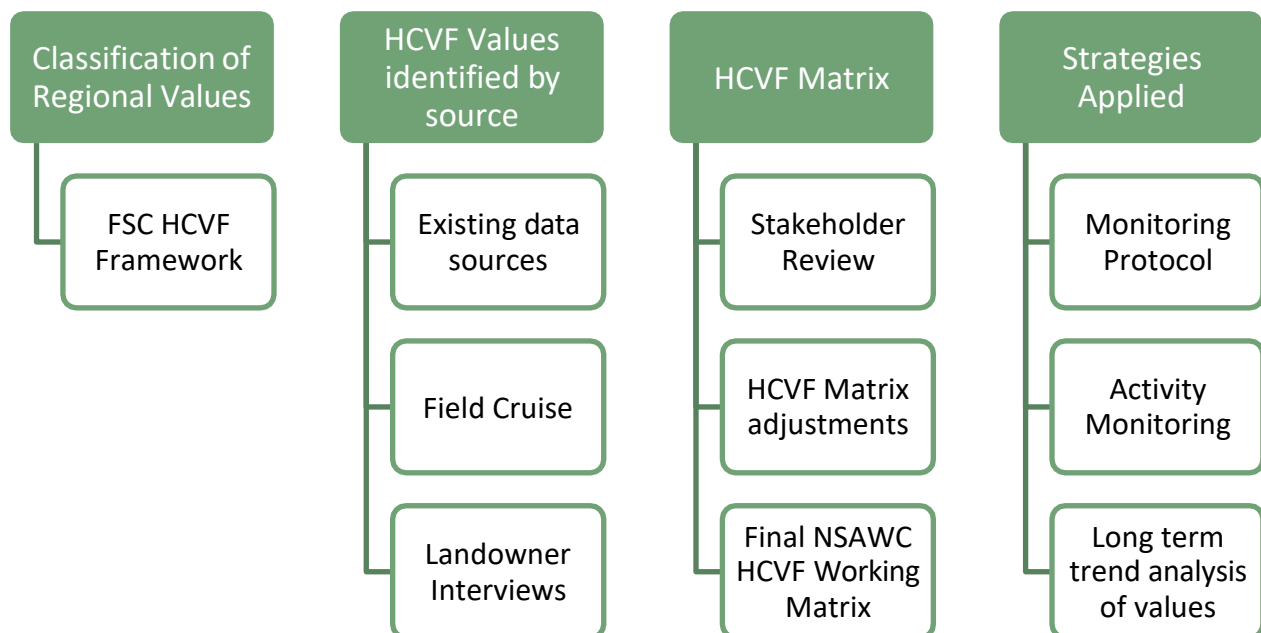 Classification of
Regional Values
FSC HCVF
Framework
HCVF Values
identified by
source
Existing data
sources
Field Cruise
Landowner
Interviews
HCVF Matrix
Stakeholder
Review
HCVF Matrix
adjustments
Final NSAWC
HCVF Working
Matrix
Strategies
Applied
Monitoring
Protocol
Activity
Monitoring
Long term
trend analysis
of values